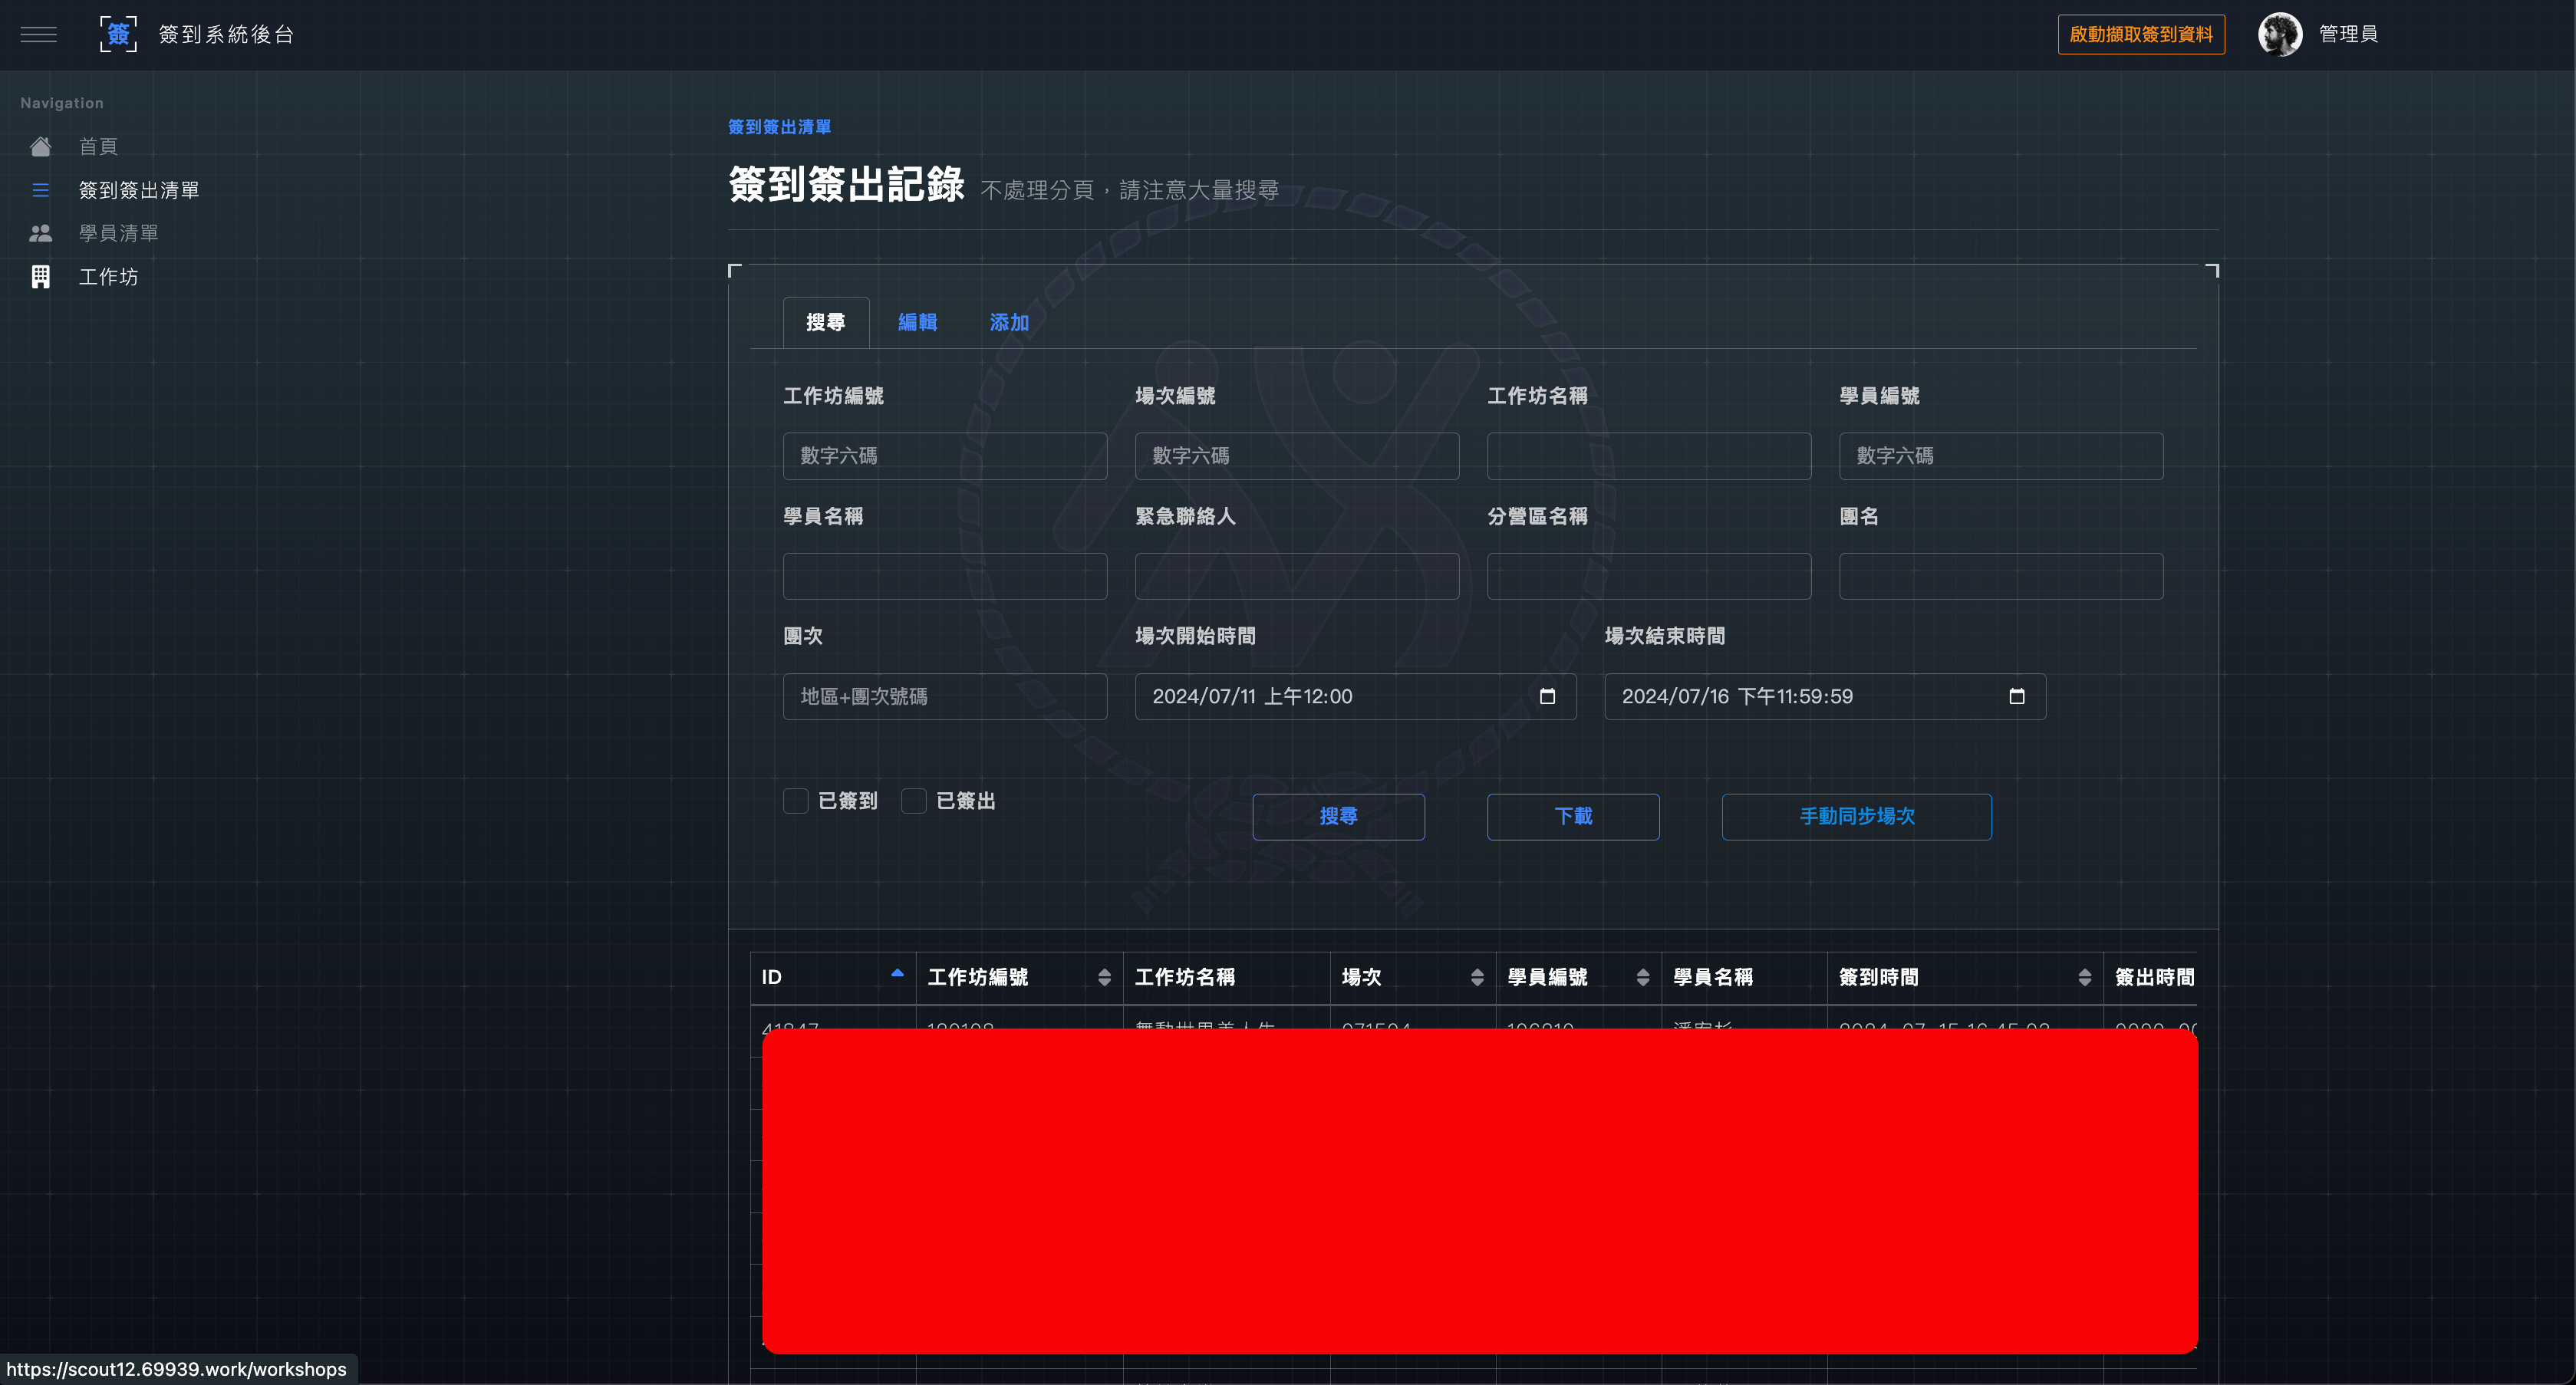 簽 簽到系統後台
啟動擷取簽到資料 管理員
Navigation
首頁
簽到簽出清單
學員清單
工作坊
簽到簽出清單
簽到簽出記錄 不處理分頁，請注意大量搜尋
搜尋 編輯 添加
工作坊編號 場次編號 工作坊名稱 學員編號
數字六碼 數字六碼 數字六碼
學員名稱 緊急聯絡人 分營區名稱 團名
團次 場次開始時間 場次結束時間
地區+團次號碼 2024/07/11 上午12:00 2024/07/16 下午11:59:59
已簽到 已簽出 搜尋 下載 手動同步場次
ID 工作坊編號 工作坊名稱 場次 學員編號 學員名稱 簽到時間 簽出時間
https://scout12.69939.work/workshops